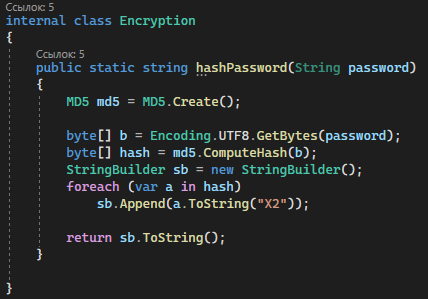 Ссылок: 5
internal class Encryption
{
Ссылок: 5
public static string hashPassword(String password)
{
MD5 md5 = MD5.Create();
byte[] b = Encoding.UTF8.GetBytes(password);
byte[] hash = md5.ComputeHash(b);
StringBuilder sb = new StringBuilder();
foreach (var a in hash)
sb.Append(a.ToString("X2"));
return sb.ToString();
}
}